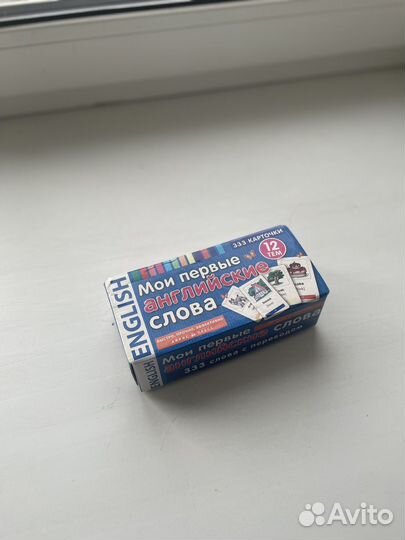 ENGLISH
333 КАРТОЧКИ
12
ТЕМ
Мои первые
английские
слова
ENGLISH
Мои первые
английские
слова
333 слова с переводом
Avito